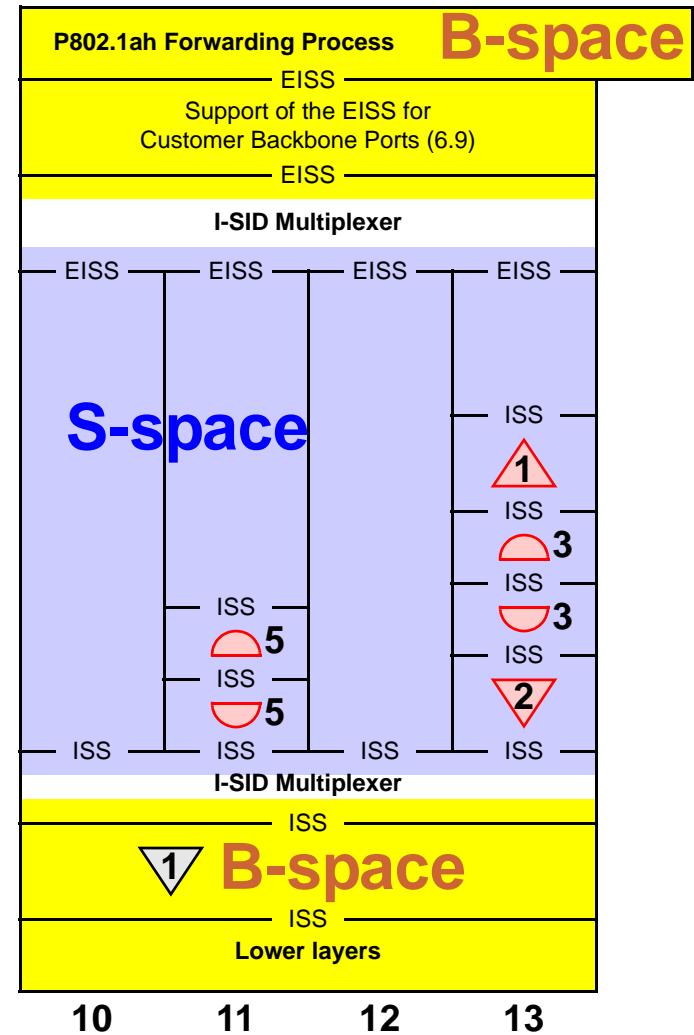 P802.1ah Forwarding Process B-space
EISS
Support of the EISS for
Customer Backbone Ports (6.9)
EISS
I-SID Multiplexer
EISS EISS EISS EISS
S-space
ISS
1
ISS
3
ISS
3
ISS
ISS
5
ISS
2
5
ISS ISS ISS ISS
I-SID Multiplexer
ISS
1 B-space
ISS
Lower layers
10 11 12 13